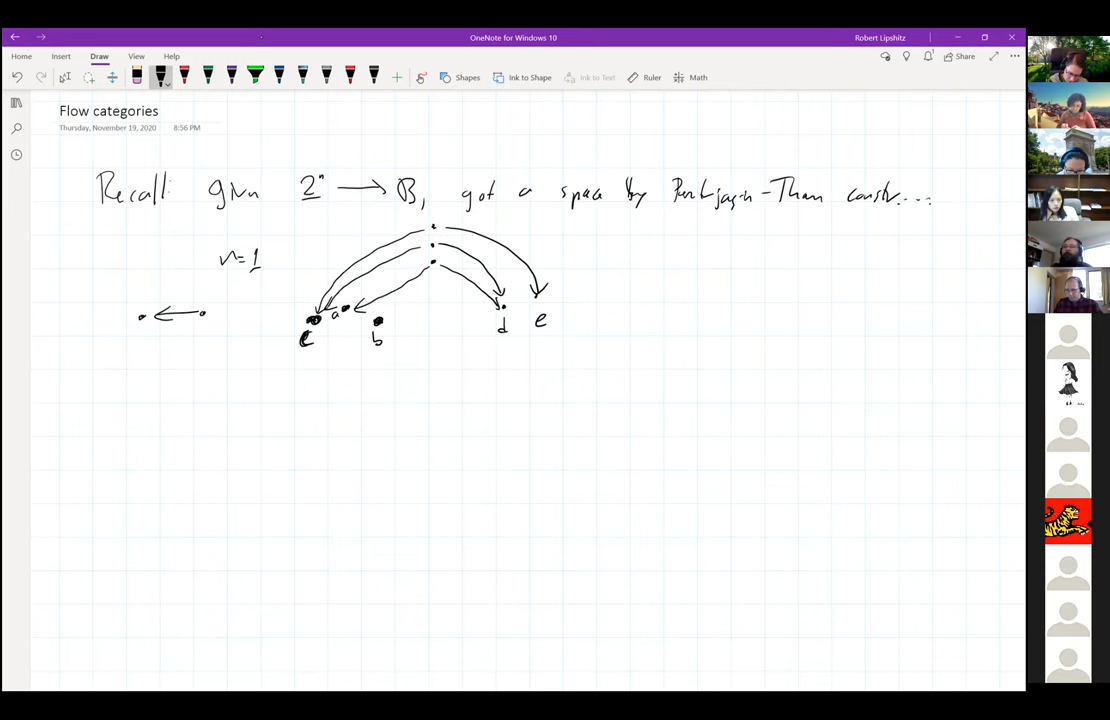 OneNote for Windows 10
Robert Lipshitz
Home Insert Draw View Help
Shapes Ink to Shape Ink to Text Ruler Math
Share
Flow categories
Thursday, November 19, 2020 8:56 PM
Recall: given 2ⁿ → B, got a space by Pontjagin-Thom constr....
n=1
c a b d e